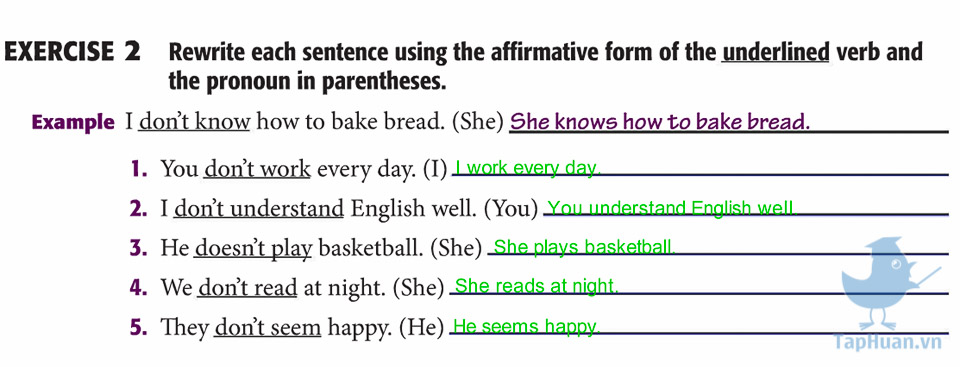 EXERCISE 2 Rewrite each sentence using the affirmative form of the underlined verb and
the pronoun in parentheses.
Example I don't know how to bake bread. (She) She knows how to bake bread.
1. You don't work every day. (I) I work every day.
2. I don't understand English well. (You) You understand English well.
3. He doesn't play basketball. (She) She plays basketball.
4. We don't read at night. (She) She reads at night.
5. They don't seem happy. (He) He seems happy.
TapHuan.vn